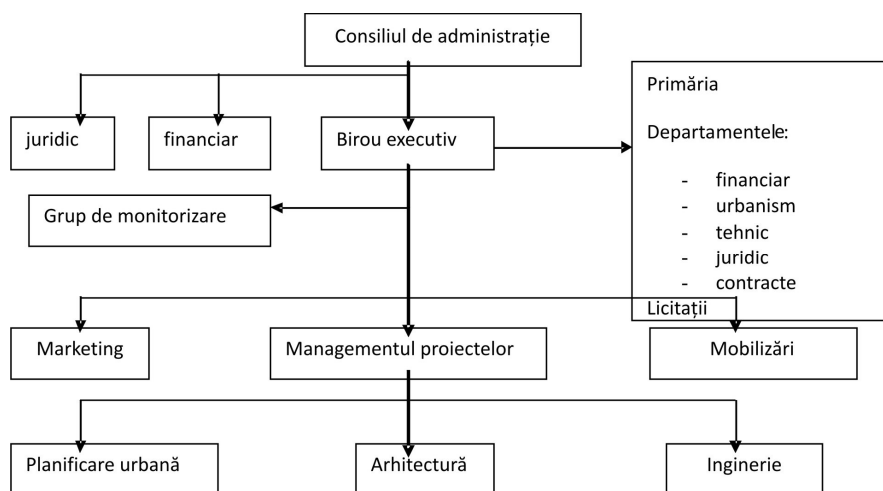 Consiliul de administrație
Primăria
juridic
financiar
Birou executiv
Departamentele:
- financiar
- urbanism
- tehnic
- juridic
- contracte
Licitații
Grup de monitorizare
Marketing
Managementul proiectelor
Mobilizări
Planificare urbană
Arhitectură
Inginerie